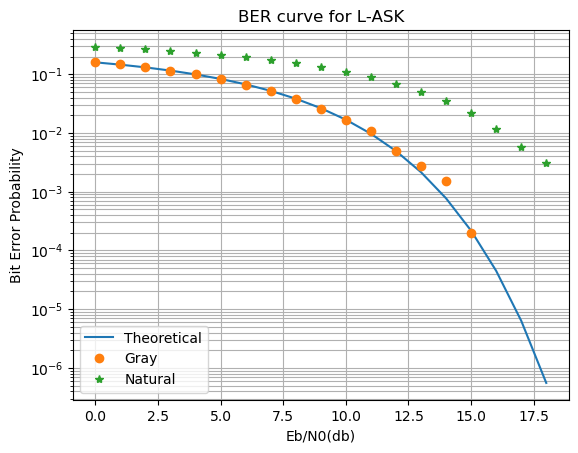 BER curve for L-ASK
Bit Error Probability
10⁻¹
10⁻²
10⁻³
10⁻⁴
10⁻⁵
10⁻⁶
Theoretical
Gray
Natural
0.0 2.5 5.0 7.5 10.0 12.5 15.0 17.5
Eb/N0(db)